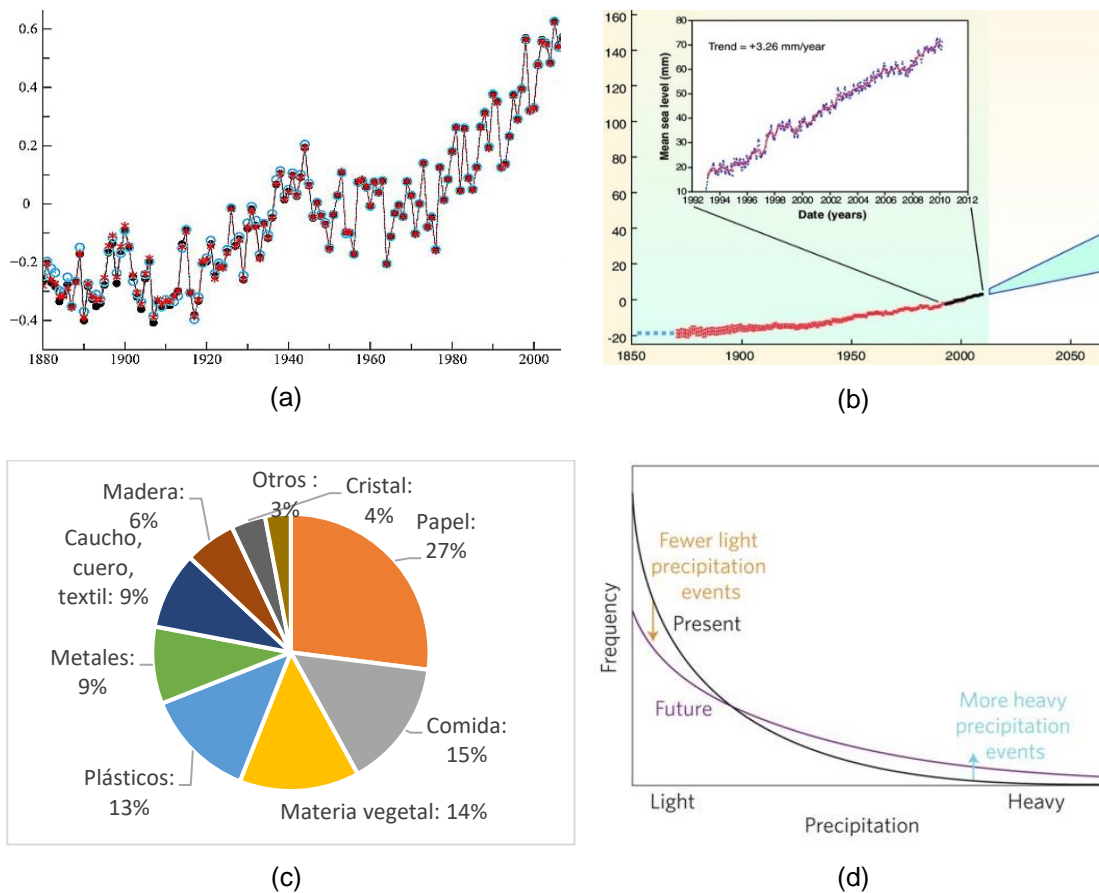 0.6
0.4
0.2
0
−0.2
−0.4
1880
1900
1920
1940
1960
1980
2000
(a)
160
140
120
100
80
60
40
20
0
-20
1850
1900
1950
2000
2050
Trend = +3.26 mm/year
Mean sea level (mm)
80
70
60
50
40
30
20
10
1992 1994 1996 1998 2000 2002 2004 2006 2008 2010 2012
Date (years)
(b)
Otros :
3%
Cristal:
4%
Madera:
6%
Papel:
27%
Caucho,
cuero,
textil: 9%
Metales:
9%
Comida:
15%
Plásticos:
13%
Materia vegetal: 14%
(c)
Frequency
Fewer light
precipitation
events
Present
Future
More heavy
precipitation
events
Light
Heavy
Precipitation
(d)